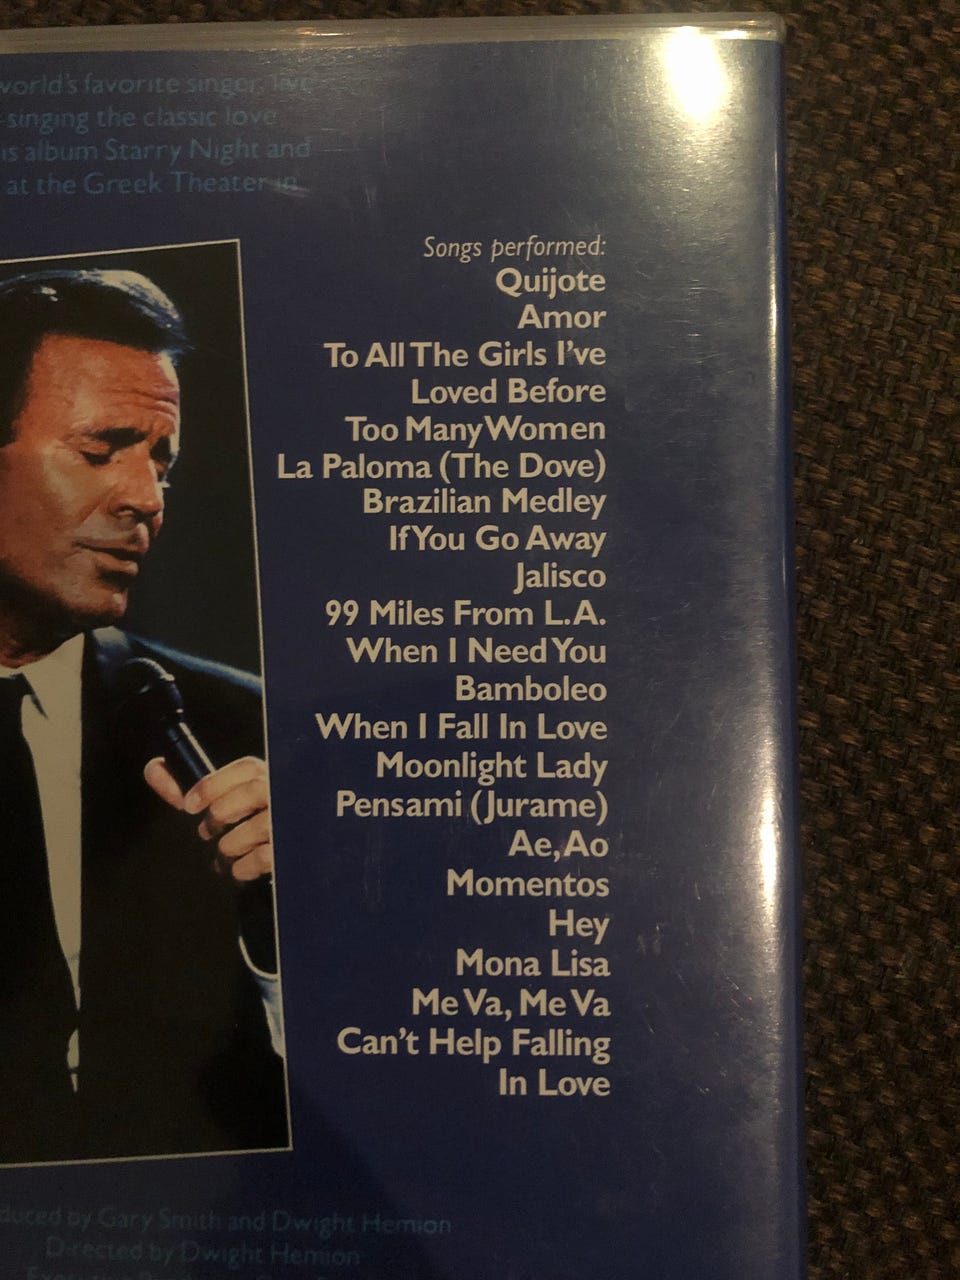 world's favorite singer, live
singing the classic love
is album Starry Night and
at the Greek Theater in
Songs performed:
Quijote
Amor
To All The Girls I've
Loved Before
Too Many Women
La Paloma (The Dove)
Brazilian Medley
If You Go Away
Jalisco
99 Miles From L.A.
When I Need You
Bamboleo
When I Fall In Love
Moonlight Lady
Pensami (Jurame)
Ae, Ao
Momentos
Hey
Mona Lisa
Me Va, Me Va
Can't Help Falling
In Love
duced by Gary Smith and Dwight Hemion
Directed by Dwight Hemion